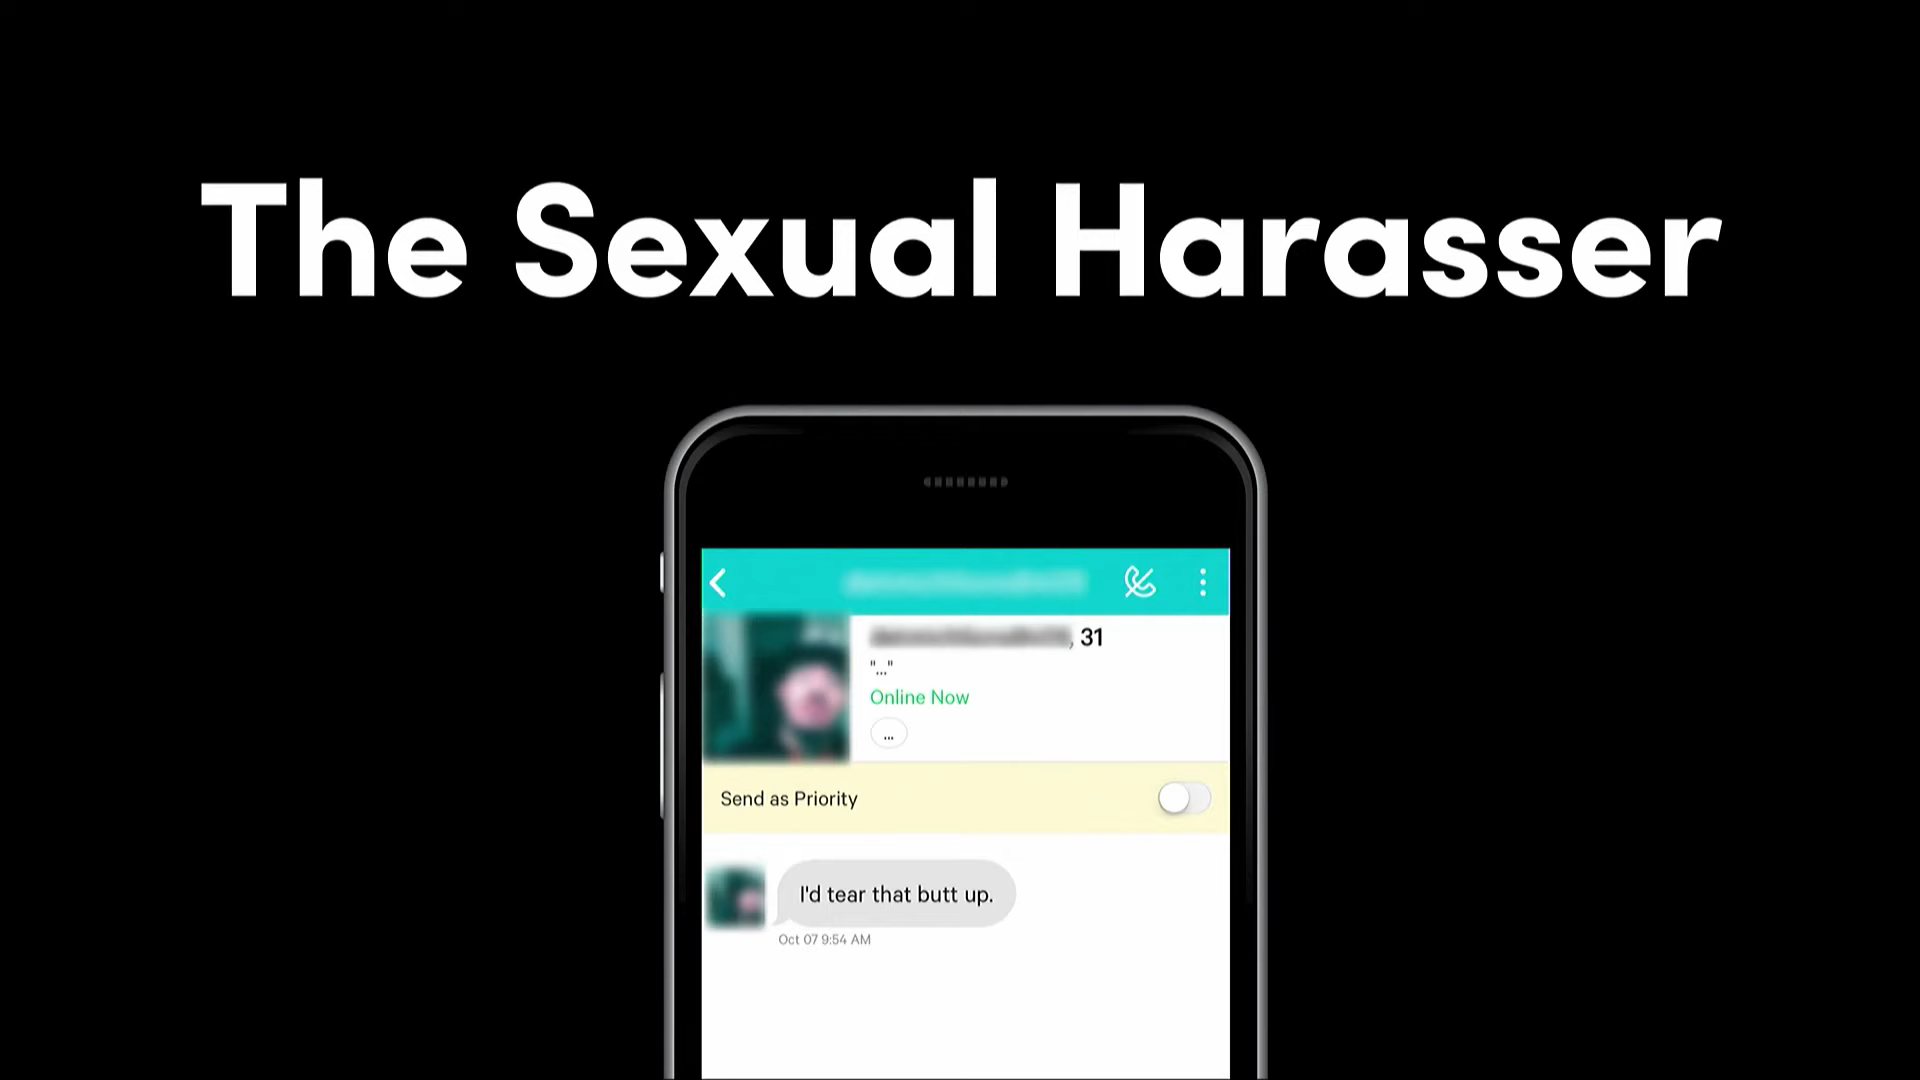 The Sexual Harasser
, 31
"..."
Online Now
...
Send as Priority
I'd tear that butt up.
Oct 07 9:54 AM